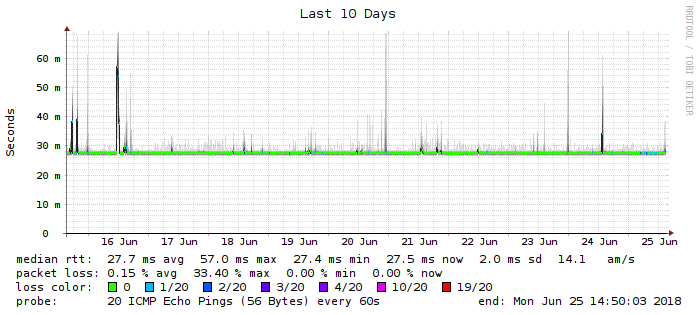 Last 10 Days
RRDTOOL / TOBI OETIKER
Seconds
60 m
50 m
40 m
30 m
20 m
10 m
0
16 Jun 17 Jun 18 Jun 19 Jun 20 Jun 21 Jun 22 Jun 23 Jun 24 Jun 25 Jun
median rtt: 27.7 ms avg 57.0 ms max 27.4 ms min 27.5 ms now 2.0 ms sd 14.1 am/s
packet loss: 0.15 % avg 33.40 % max 0.00 % min 0.00 % now
loss color: 0 1/20 2/20 3/20 4/20 10/20 19/20
probe: 20 ICMP Echo Pings (56 Bytes) every 60s end: Mon Jun 25 14:50:03 2018